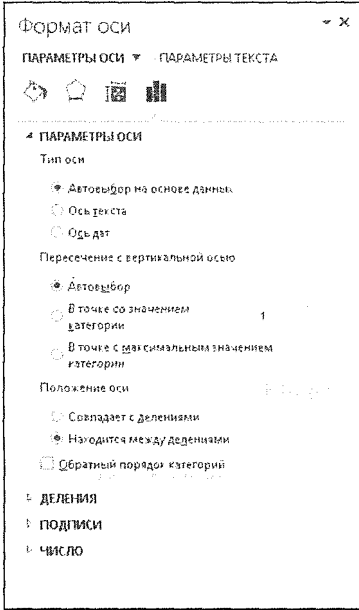 Формат оси
ПАРАМЕТРЫ ОСИ ПАРАМЕТРЫ ТЕКСТА
ПАРАМЕТРЫ ОСИ
Тип оси
Автовыбор на основе данных
Ось текста
Ось дат
Пересечение с вертикальной осью
Автовыбор
В точке со значением 1
категории
В точке с максимальным значением
категории
Положение оси
Совпадает с делениями
Находится между делениями
Обратный порядок категорий
ДЕЛЕНИЯ
ПОДПИСИ
ЧИСЛО